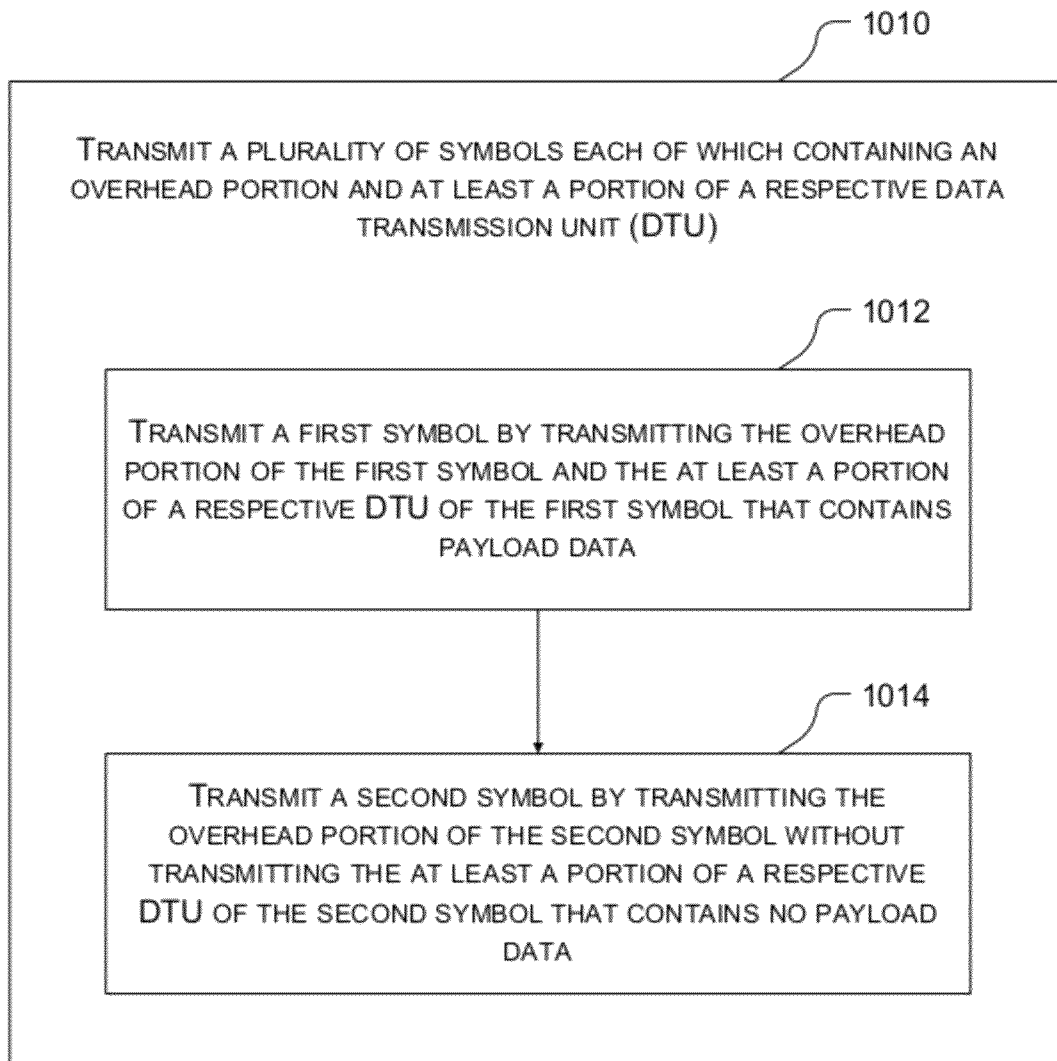 1010
TRANSMIT A PLURALITY OF SYMBOLS EACH OF WHICH CONTAINING AN
OVERHEAD PORTION AND AT LEAST A PORTION OF A RESPECTIVE DATA
TRANSMISSION UNIT (DTU)
1012
TRANSMIT A FIRST SYMBOL BY TRANSMITTING THE OVERHEAD
PORTION OF THE FIRST SYMBOL AND THE AT LEAST A PORTION
OF A RESPECTIVE DTU OF THE FIRST SYMBOL THAT CONTAINS
PAYLOAD DATA
1014
TRANSMIT A SECOND SYMBOL BY TRANSMITTING THE
OVERHEAD PORTION OF THE SECOND SYMBOL WITHOUT
TRANSMITTING THE AT LEAST A PORTION OF A RESPECTIVE
DTU OF THE SECOND SYMBOL THAT CONTAINS NO PAYLOAD
DATA